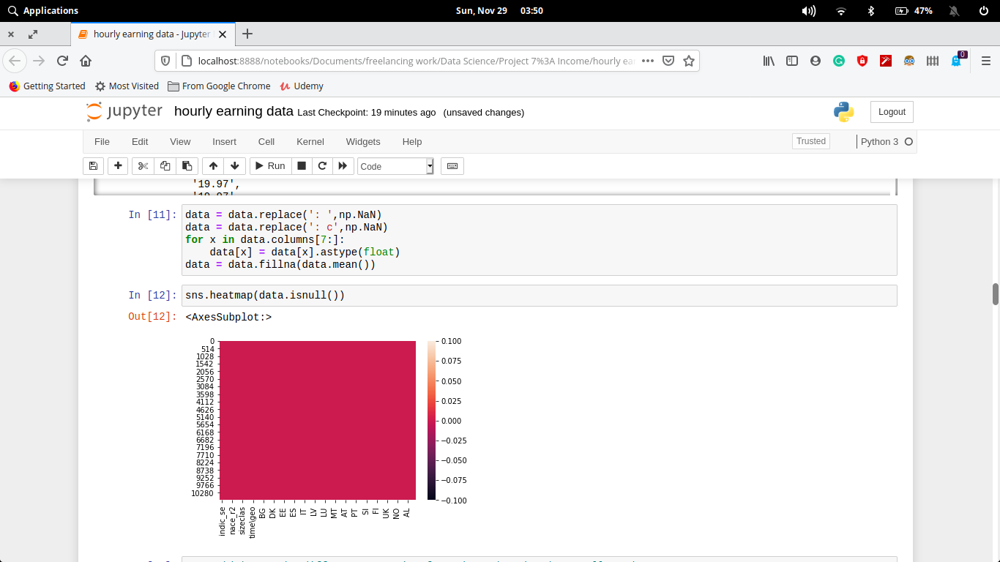 Applications
Sun, Nov 29 03:50
47%
hourly earning data - Jupyter
localhost:8888/notebooks/Documents/freelancing work/Data Science/Project 7%3A Income/hourly ea
0
Getting Started Most Visited From Google Chrome Udemy
jupyter hourly earning data Last Checkpoint: 19 minutes ago (unsaved changes)
Logout
File Edit View Insert Cell Kernel Widgets Help
Trusted Python 3
Run Code
'19.97',
In [11]: data = data.replace(': ',np.NaN)
data = data.replace(': c',np.NaN)
for x in data.columns[7:]:
    data[x] = data[x].astype(float)
data = data.fillna(data.mean())
In [12]: sns.heatmap(data.isnull())
Out[12]: <AxesSubplot:>
0
514
1028
1542
2056
2570
3084
3598
4112
4626
5140
5654
6168
6682
7196
7710
8224
8738
9252
9766
10280
indic_se
nace_r2
sizeclas
time\geo
BG
DK
EE
ES
IT
LV
LU
MT
AT
PT
SI
FI
UK
NO
AL
0.100
0.075
0.050
0.025
0.000
−0.025
−0.050
−0.075
−0.100